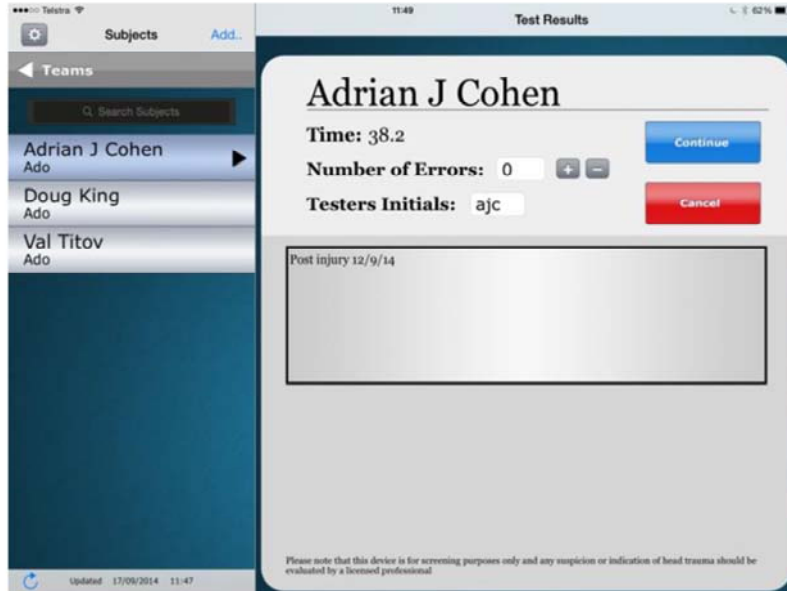 Telstra
11:49
62%
Subjects
Add..
Test Results
Teams
Search Subjects
Adrian J Cohen
Ado
Doug King
Ado
Val Titov
Ado
Updated 17/09/2014 11:47
Adrian J Cohen
Time: 38.2
Number of Errors: 0
+ −
Testers Initials: ajc
Continue
Cancel
Post injury 12/9/14
Please note that this device is for screening purposes only and any suspicion or indication of head trauma should be
evaluated by a licensed professional